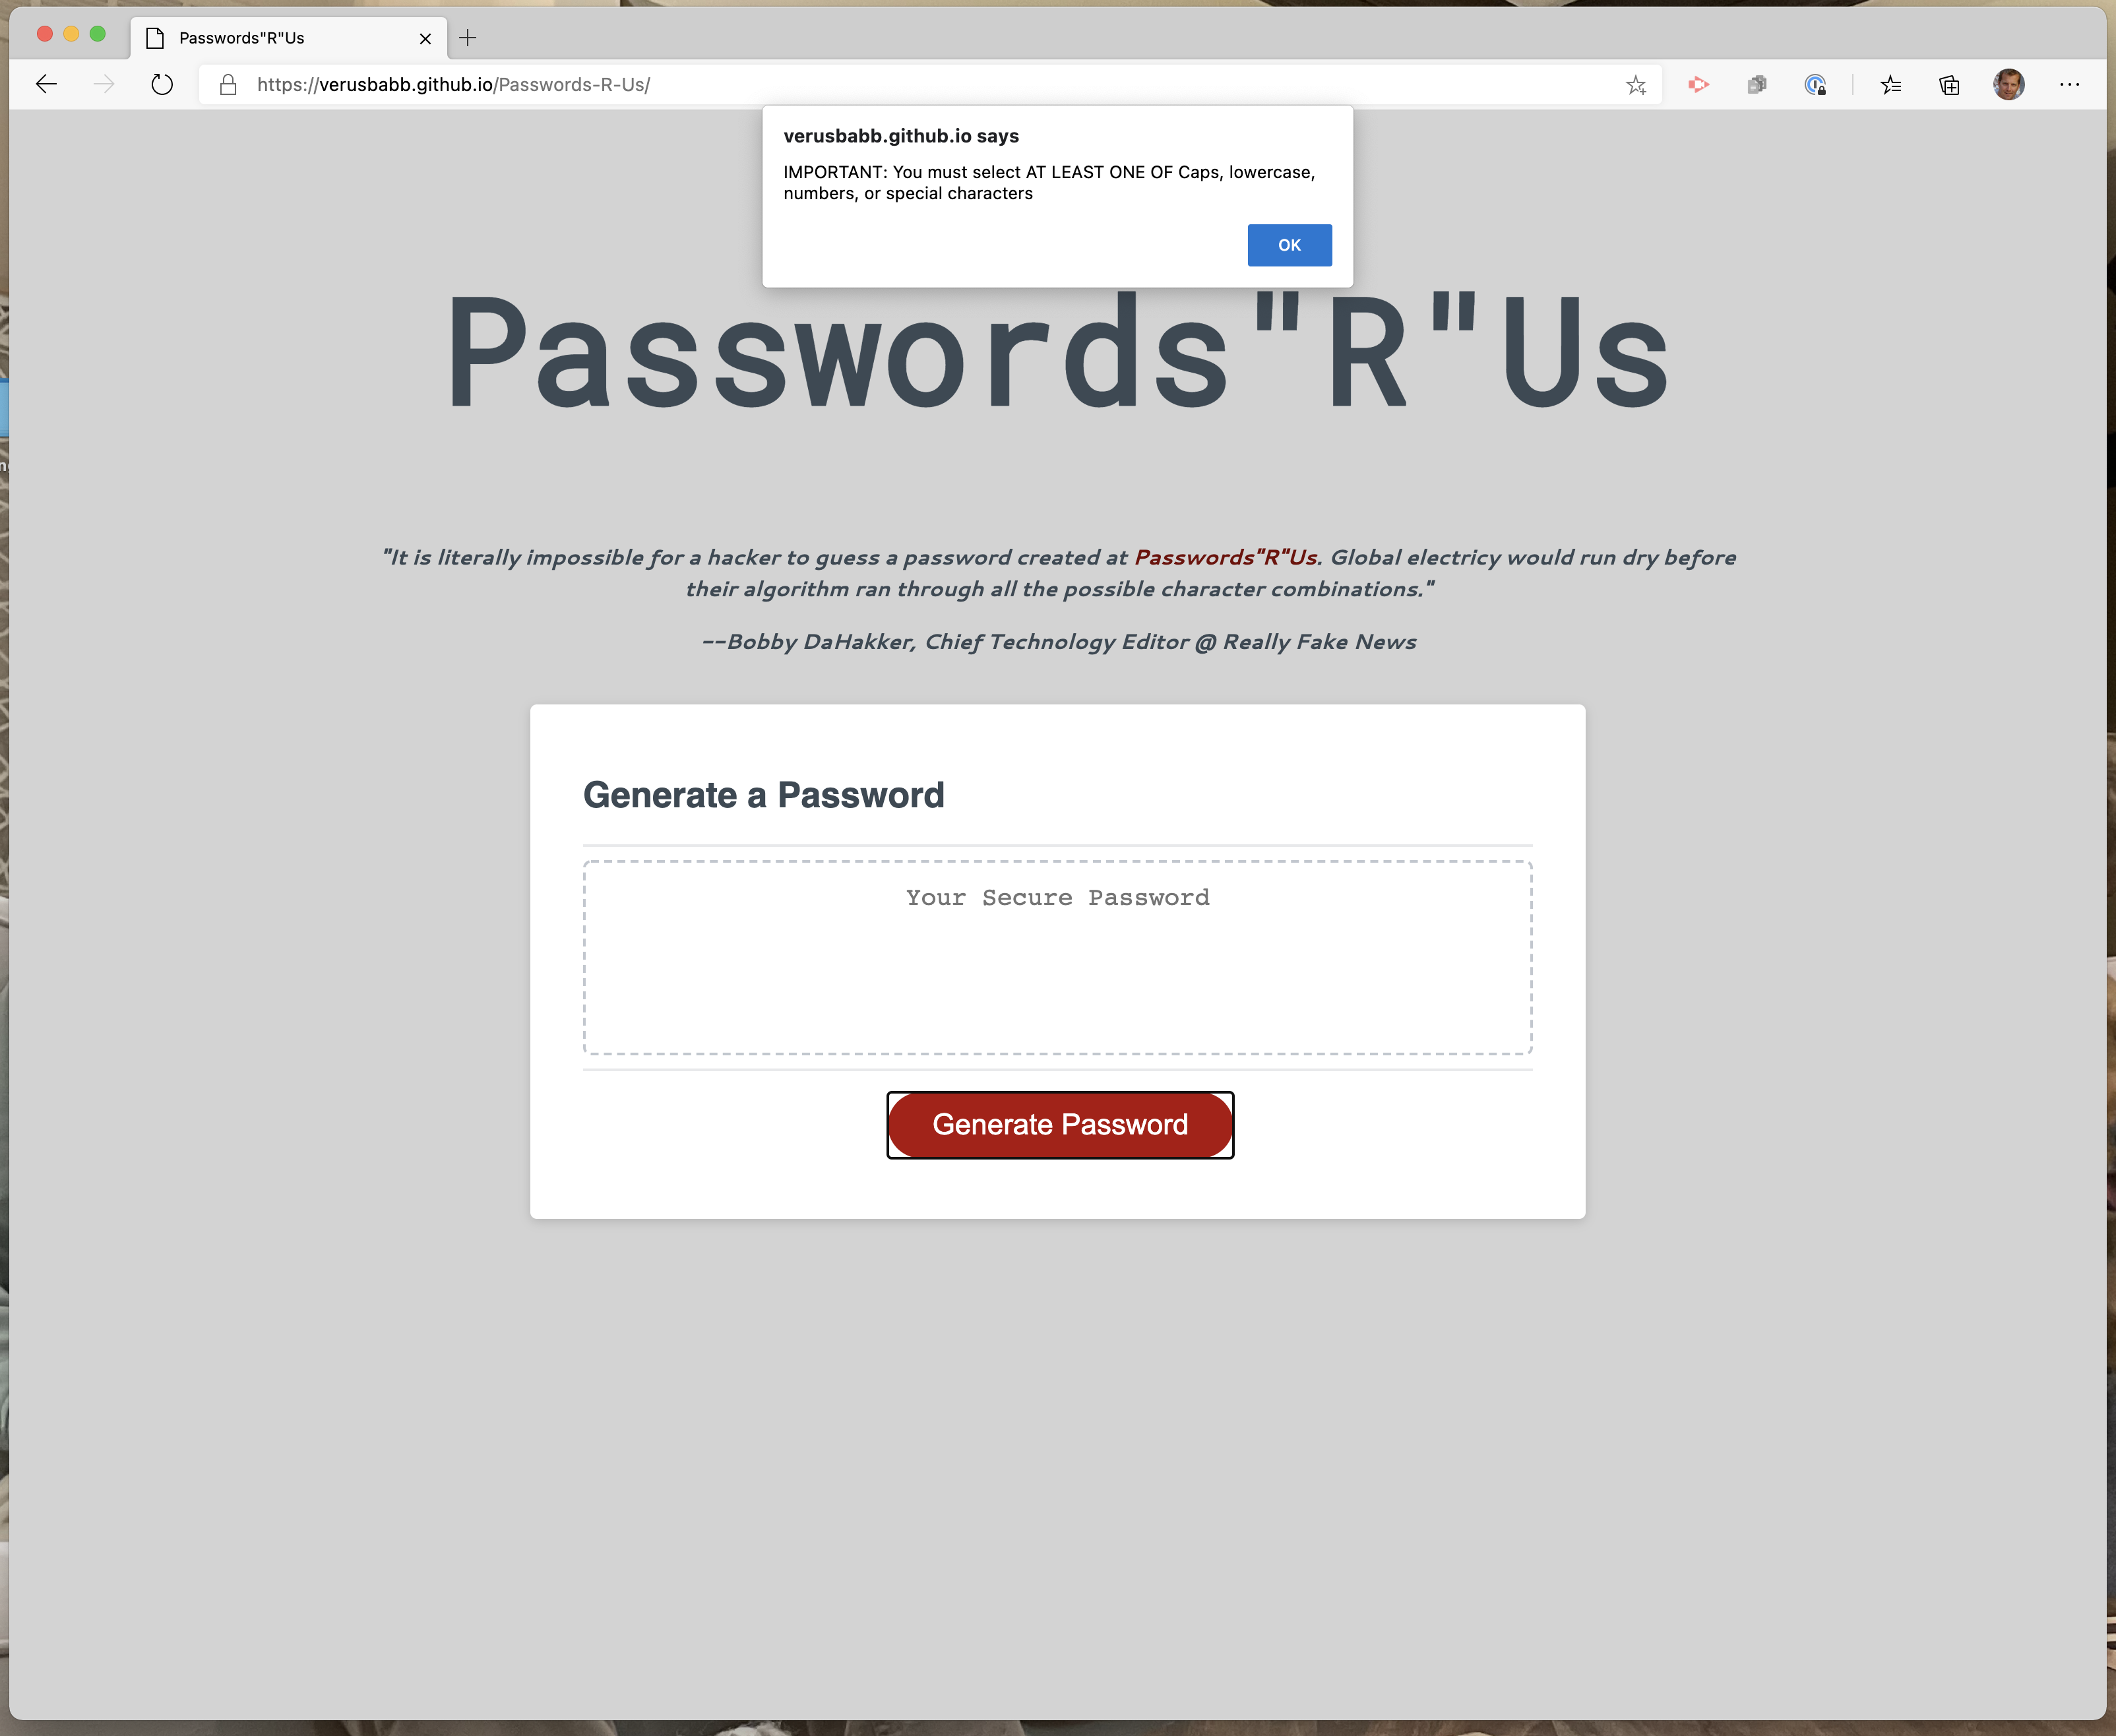 Passwords"R"Us
https://verusbabb.github.io/Passwords-R-Us/
verusbabb.github.io says
IMPORTANT: You must select AT LEAST ONE OF Caps, lowercase,
numbers, or special characters
OK
Passwords"R"Us
"It is literally impossible for a hacker to guess a password created at Passwords"R"Us. Global electricy would run dry before
their algorithm ran through all the possible character combinations."
--Bobby DaHakker, Chief Technology Editor @ Really Fake News
Generate a Password
Your Secure Password
Generate Password